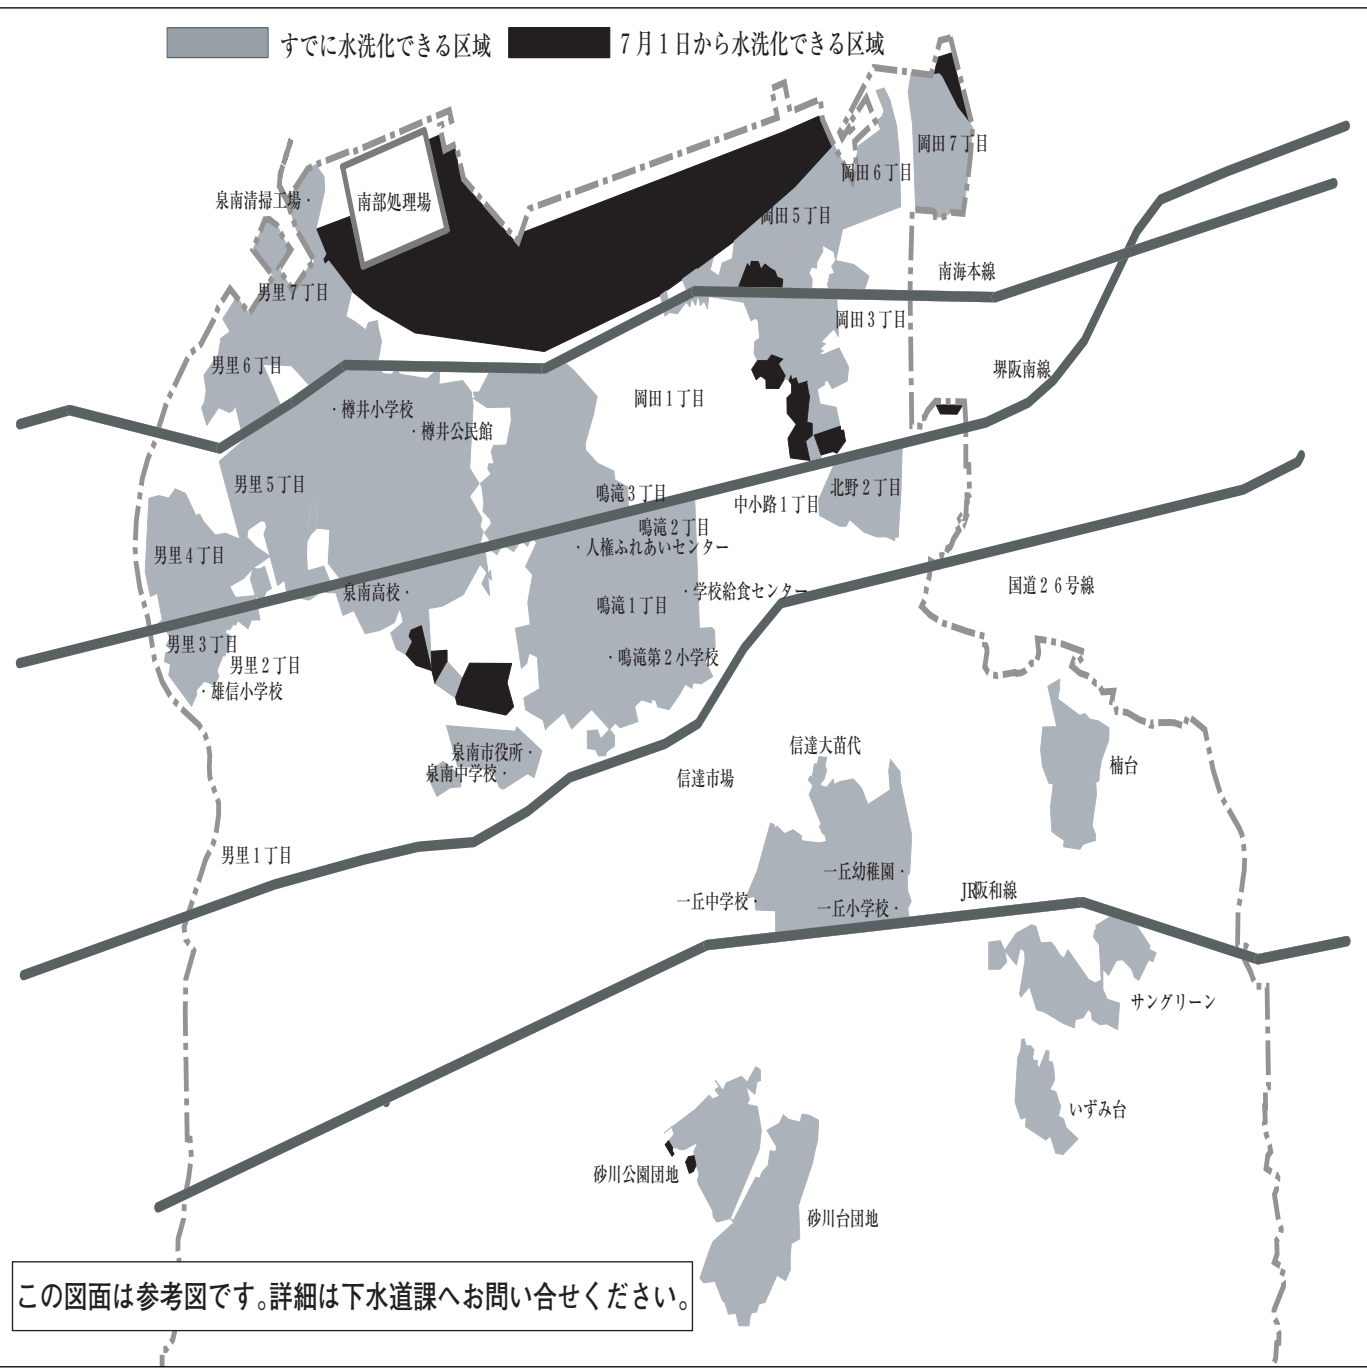 すでに水洗化できる区域
７月１日から水洗化できる区域
岡田７丁目
岡田６丁目
泉南清掃工場・
南部処理場
岡田５丁目
南海本線
男里７丁目
岡田３丁目
男里６丁目
堺阪南線
岡田１丁目
・樽井小学校
・樽井公民館
男里５丁目
鳴滝３丁目
北野２丁目
中小路１丁目
鳴滝２丁目
・人権ふれあいセンター
男里４丁目
国道２６号線
泉南高校・
・学校給食センター
鳴滝１丁目
男里３丁目
男里２丁目
・鳴滝第２小学校
・雄信小学校
信達大苗代
泉南市役所・
泉南中学校・
楠台
信達市場
男里１丁目
一丘幼稚園・
JR阪和線
一丘中学校・
一丘小学校・
サングリーン
いずみ台
砂川公園団地
砂川台団地
この図面は参考図です。詳細は下水道課へお問い合せください。